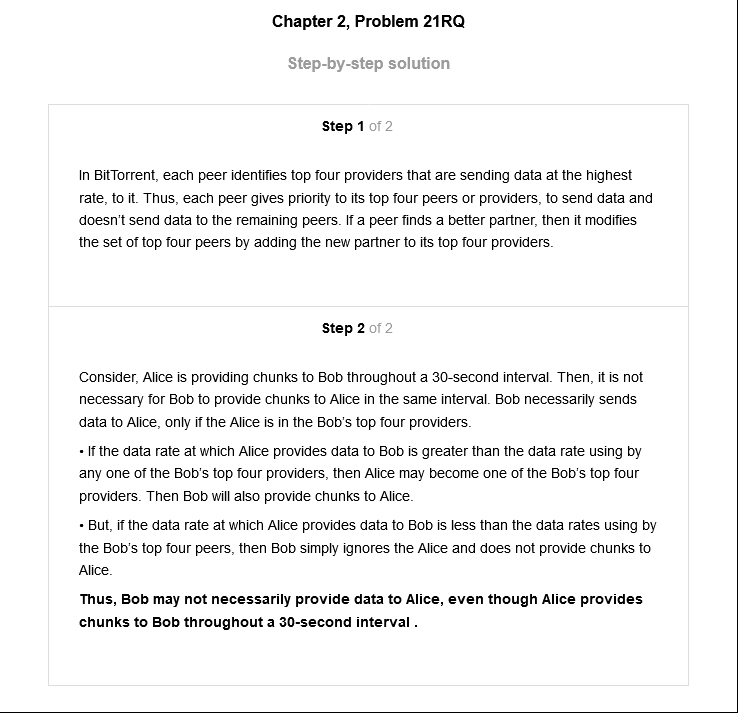 Chapter 2, Problem 21RQ
Step-by-step solution
Step 1 of 2
In BitTorrent, each peer identifies top four providers that are sending data at the highest
rate, to it. Thus, each peer gives priority to its top four peers or providers, to send data and
doesn't send data to the remaining peers. If a peer finds a better partner, then it modifies
the set of top four peers by adding the new partner to its top four providers.
Step 2 of 2
Consider, Alice is providing chunks to Bob throughout a 30-second interval. Then, it is not
necessary for Bob to provide chunks to Alice in the same interval. Bob necessarily sends
data to Alice, only if the Alice is in the Bob's top four providers.
• If the data rate at which Alice provides data to Bob is greater than the data rate using by
any one of the Bob's top four providers, then Alice may become one of the Bob's top four
providers. Then Bob will also provide chunks to Alice.
• But, if the data rate at which Alice provides data to Bob is less than the data rates using by
the Bob's top four peers, then Bob simply ignores the Alice and does not provide chunks to
Alice.
Thus, Bob may not necessarily provide data to Alice, even though Alice provides
chunks to Bob throughout a 30-second interval .